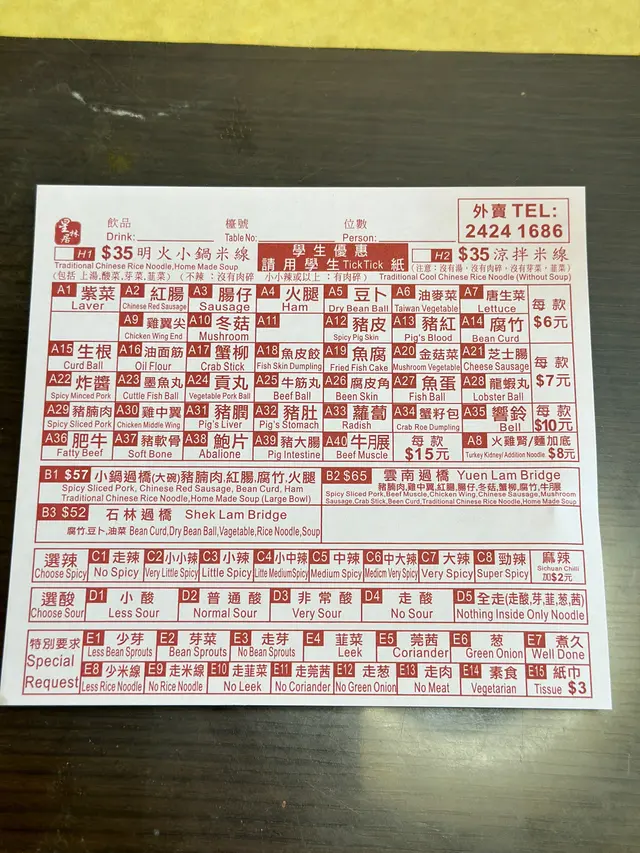 星林居
飲品 檯號 位數 外賣 TEL:
Drink: Table No: Person: 2424 1686
H1 $35 明火小鍋米線 學生優惠 H2 $35 涼拌米線
Traditional Chinese Rice Noodle,Home Made Soup 請用學生TickTick 紙 (注意：沒有湯，沒有肉碎，沒有芽菜，韮菜)
(包括上湯,酸菜,芽菜,韮菜) (不辣：沒有肉碎 小小辣或以上：有肉碎) Traditional Cool Chinese Rice Noodle (Without Soup)
A1 紫菜 A2 紅腸 A3 腸仔 A4 火腿 A5 豆卜 A6 油麥菜 A7 唐生菜 每款
Laver Chinese Red Sausage Sausage Ham Dry Bean Ball Taiwan Vegetable Lettuce $6元
A9 雞翼尖 A10 冬菇 A11 A12 豬皮 A13 豬紅 A14 腐竹
Chicken Wing End Mushroom Spicy Pig Skin Pig's Blood Bean Curd
A15 生根 A16 油面筋 A17 蟹柳 A18 魚皮餃 A19 魚腐 A20 金菇菜 A21 芝士腸 每款
Curd Ball Oil Flour Crab Stick Fish Skin Dumpling Fried Fish Cake Mushroom Vegetable Cheese Sausage $7元
A22 炸醬 A23 墨魚丸 A24 貢丸 A25 牛筋丸 A26 腐皮角 A27 魚蛋 A28 龍蝦丸
Spicy Minced Pork Cuttle Fish Ball Vegetable Pork Ball Beef Ball Been Skin Fish Ball Lobster Ball
A29 豬腩肉 A30 雞中翼 A31 豬膶 A32 豬肚 A33 蘿蔔 A34 蟹籽包 A35 響鈴 每款
Spicy Sliced Pork Chicken Middle Wing Pig's Liver Pig's Stomach Radish Crab Roe Dumpling Bell $10元
A36 肥牛 A37 豬軟骨 A38 鮑片 A39 豬大腸 A40 牛𦟌 每款 A8 火雞腎/麵加底
Fatty Beef Soft Bone Abalione Pig Intestine Beef Muscle $15元 Turkey Kidney/ Addition Noodle $8元
B1 $57 小鍋過橋(大碗)豬腩肉,紅腸,腐竹,火腿 B2 $65 雲南過橋 Yuen Lam Bridge
Spicy Sliced Pork, Chinese Red Sausage, Bean Curd, Ham 豬腩肉,雞中翼,紅腸,腸仔,冬菇,蟹柳,腐竹,牛𦟌
Traditional Chinese Rice Noodle,Home Made Soup (Large Bowl) Spicy Sliced Pork,Beef Muscle,Chicken Wing,Chinese Sausage,Mushroom
Sausage,Crab Stick,Bean Curd,Traditional Chinese Rice Noodle,Home Made Soup
B3 $52 石林過橋 Shek Lam Bridge
腐竹,豆卜,油菜 Bean Curd,Dry Bean Ball,Vagetable,Rice Noodle,Soup
選辣 C1 走辣 C2 小小辣 C3 小辣 C4 小中辣 C5 中辣 C6 中大辣 C7 大辣 C8 勁辣 麻辣
Choose Spicy No Spicy Very Little Spicy Little Spicy Little MediumSpicy Medium Spicy Medicm Very Spicy Very Spicy Super Spicy Sichuan Chilli
加$2元
選酸 D1 小酸 D2 普通酸 D3 非常酸 D4 走酸 D5 全走(走酸,芽,韮,葱,茜)
Choose Sour Less Sour Normal Sour Very Sour No Sour Nothing Inside Only Noodle
特別要求 E1 少芽 E2 芽菜 E3 走芽 E4 韮菜 E5 莞茜 E6 葱 E7 煮久
Special Less Bean Sprouts Bean Sprouts No Bean Sprouts Leek Coriander Green Onion Well Done
Request E8 少米線 E9 走米線 E10 走韮菜 E11 走莞茜 E12 走葱 E13 走肉 E14 素食 E15 紙巾
Less Rice Noodle No Rice Noodle No Leek No Coriander No Green Onion No Meat Vegetarian Tissue $3